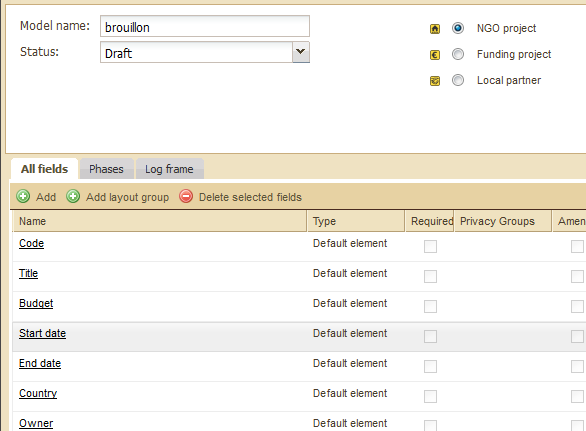 Model name: brouillon
NGO project
Status: Draft
Funding project
Local partner
All fields Phases Log frame
Add Add layout group Delete selected fields
Name Type Required Privacy Groups Amen
Code Default element
Title Default element
Budget Default element
Start date Default element
End date Default element
Country Default element
Owner Default element